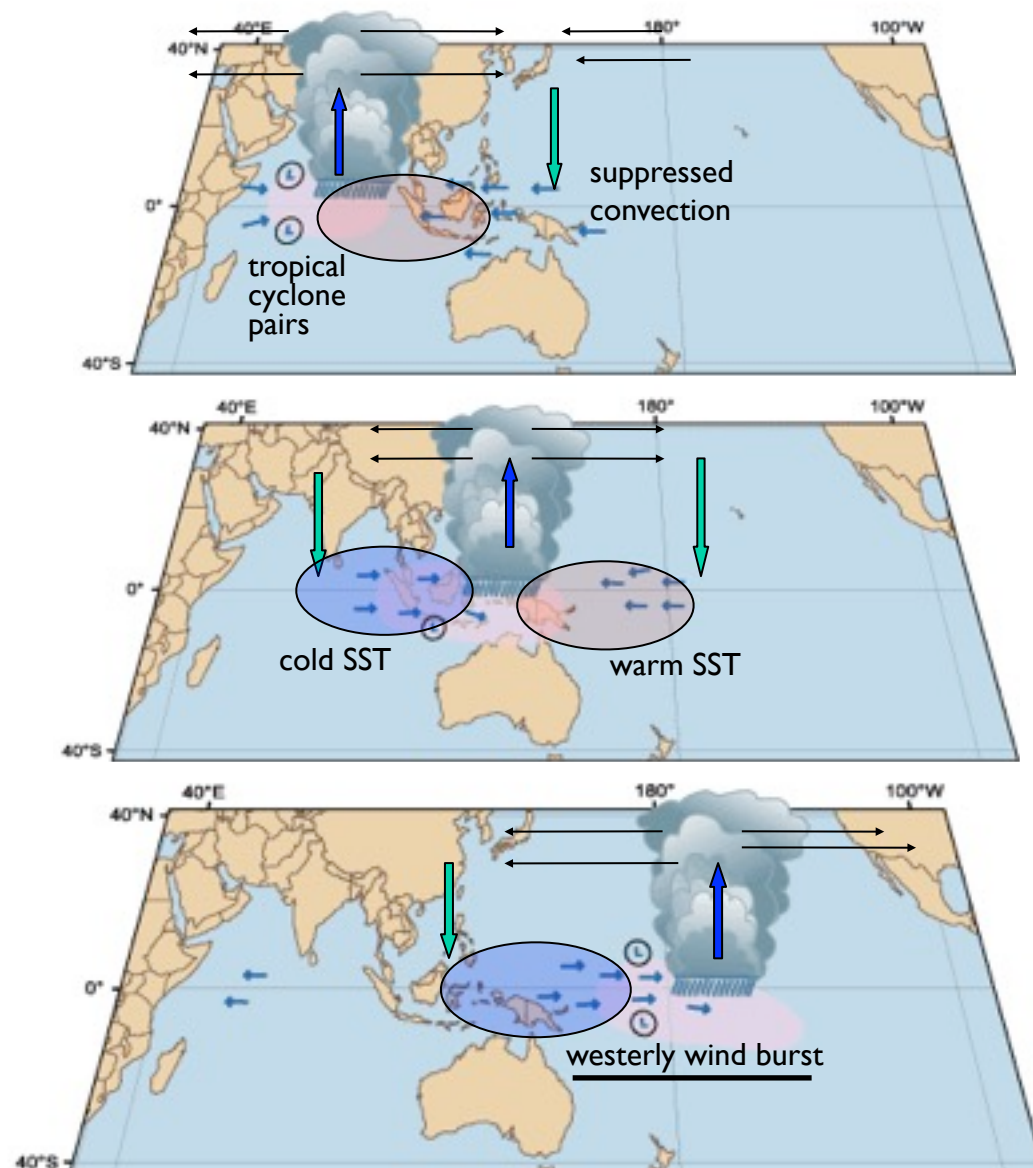 40°E 180° 100°W
40°N
L
suppressed
convection
0°
L
tropical
cyclone
pairs
40°S
40°E 180° 100°W
40°N
0°
L
cold SST
warm SST
40°S
40°E 180° 100°W
40°N
L
0°
L
westerly wind burst
40°S